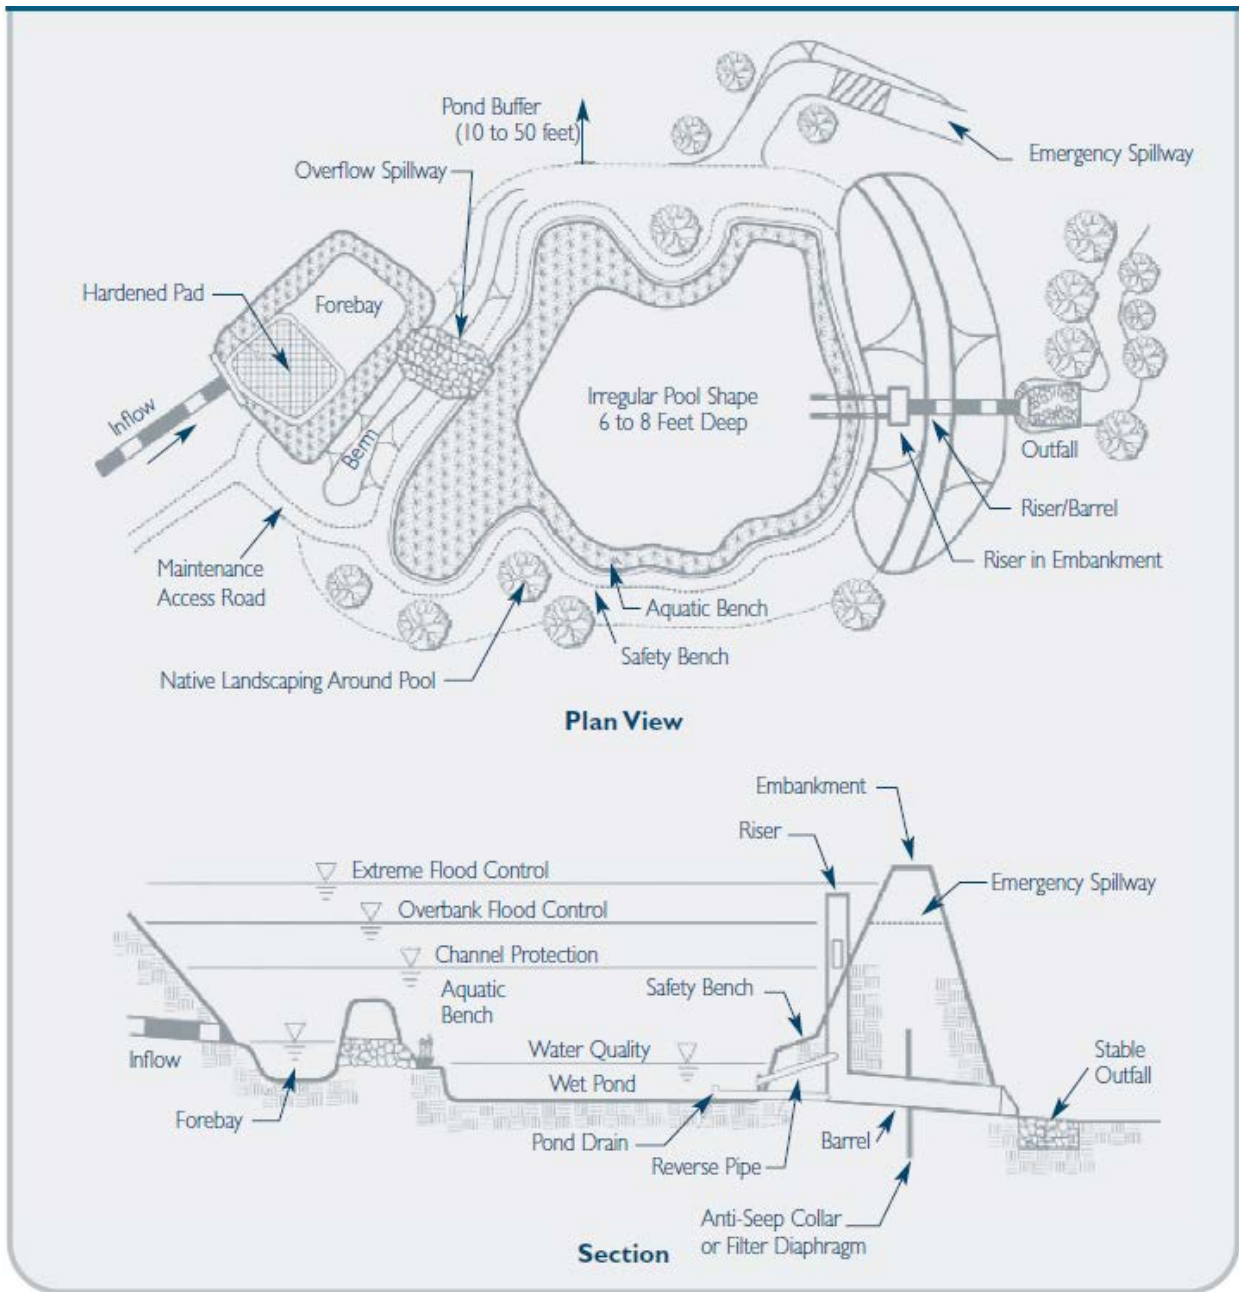 Pond Buffer
(10 to 50 feet)
Overflow Spillway
Emergency Spillway
Hardened Pad
Forebay
Inflow
Berm
Irregular Pool Shape
6 to 8 Feet Deep
Outfall
Riser/Barrel
Riser in Embankment
Maintenance
Access Road
Aquatic Bench
Safety Bench
Native Landscaping Around Pool
Plan View
Embankment
Riser
Extreme Flood Control
Emergency Spillway
Overbank Flood Control
Channel Protection
Aquatic
Bench
Safety Bench
Inflow
Water Quality
Wet Pond
Stable
Outfall
Forebay
Pond Drain
Barrel
Reverse Pipe
Anti-Seep Collar
or Filter Diaphragm
Section